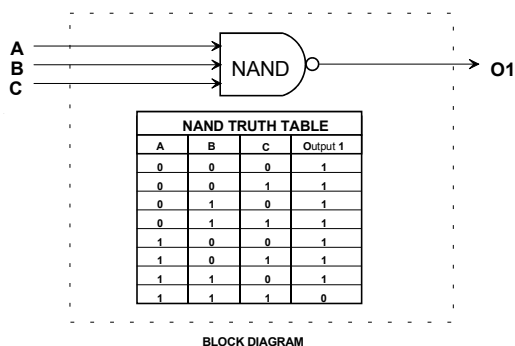 A
B
C
NAND
O1
NAND TRUTH TABLE
A B C Output 1
0 0 0 1
0 0 1 1
0 1 0 1
0 1 1 1
1 0 0 1
1 0 1 1
1 1 0 1
1 1 1 0
BLOCK DIAGRAM